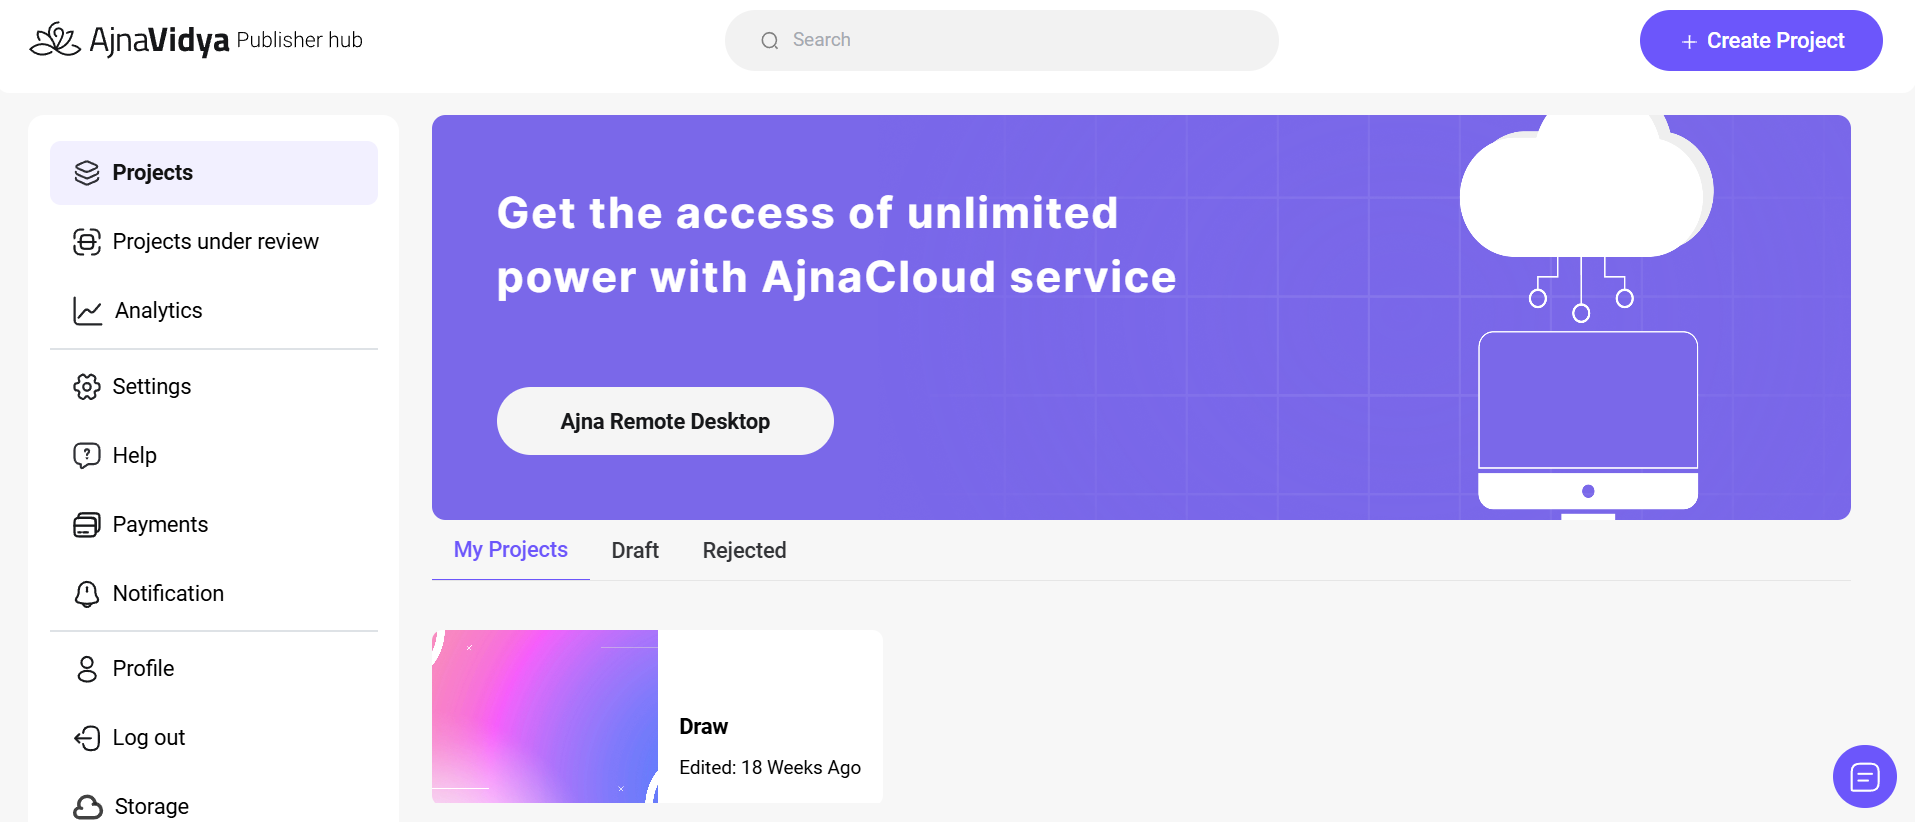 AjnaVidya Publisher hub
Search
+ Create Project
Projects
Projects under review
Analytics
Settings
Help
Payments
Notification
Profile
Log out
Storage
Get the access of unlimited
power with AjnaCloud service
Ajna Remote Desktop
My Projects
Draft
Rejected
Draw
Edited: 18 Weeks Ago